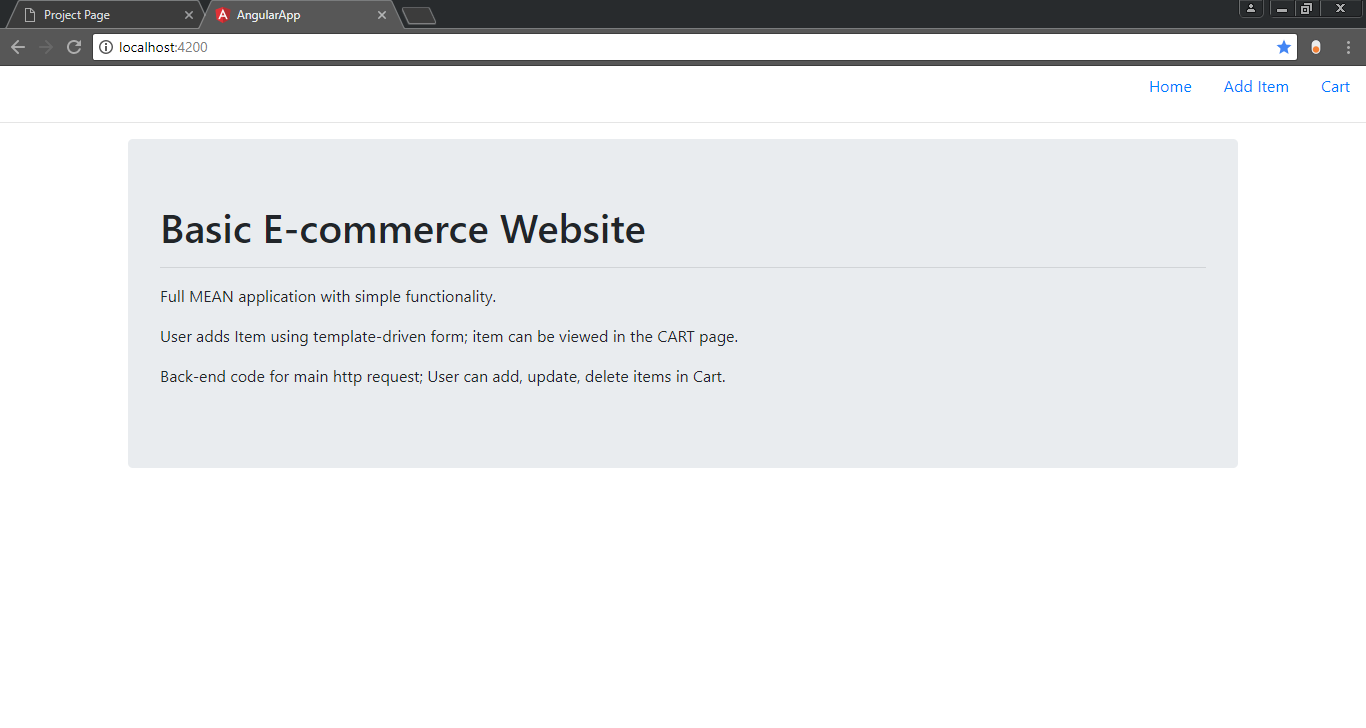 Project Page
AngularApp
localhost:4200
Home Add Item Cart
Basic E-commerce Website
Full MEAN application with simple functionality.
User adds Item using template-driven form; item can be viewed in the CART page.
Back-end code for main http request; User can add, update, delete items in Cart.